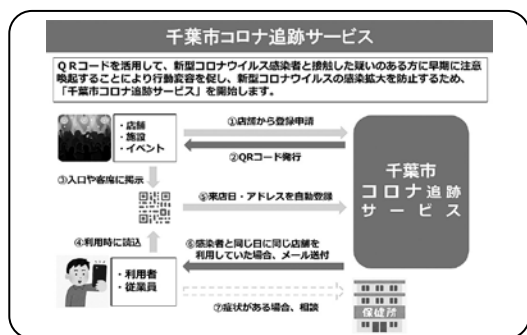 千葉市コロナ追跡サービス
QRコードを活用して、新型コロナウイルス感染者と接触した疑いのある方に早期に注意
喚起することにより行動変容を促し、新型コロナウイルスの感染拡大を防止するため、
「千葉市コロナ追跡サービス」を開始します。
・店舗
・施設
・イベント
①店舗から登録申請
②QRコード発行
千葉市
コロナ追跡
サービス
③入口や客席に掲示
⑤来店日・アドレスを自動登録
④利用時に読込
⑥感染者と同じ日に同じ店舗を
利用していた場合、メール送付
・利用者
・従業員
⑦症状がある場合、相談
保健所